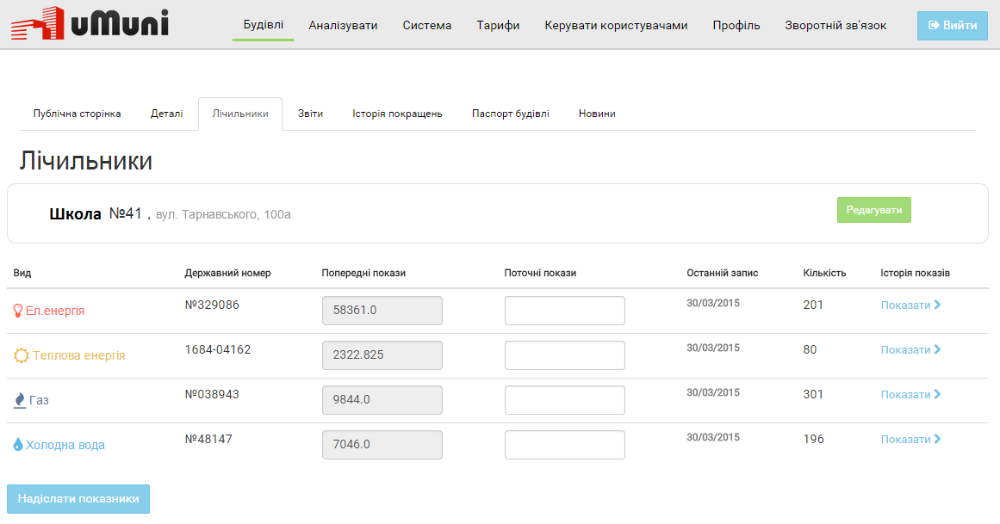 uMuni Будівлі Аналізувати Система Тарифи Керувати користувачами Профіль Зворотній зв'язок Вийти
Публічна сторінка Деталі Лічильники Звіти Історія покращень Паспорт будівлі Новини
Лічильники
Школа №41 , вул. Тарнавського, 100а Редагувати
Вид Державний номер Попередні покази Поточні покази Останній запис Кількість Історія показів
Ел.енергія №329086 58361.0 30/03/2015 201 Показати
Теплова енергія 1684-04162 2322.825 30/03/2015 80 Показати
Газ №038943 9844.0 30/03/2015 301 Показати
Холодна вода №48147 7046.0 30/03/2015 196 Показати
Надіслати показники